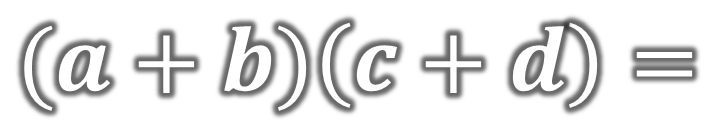 (a + b)(c + d) =